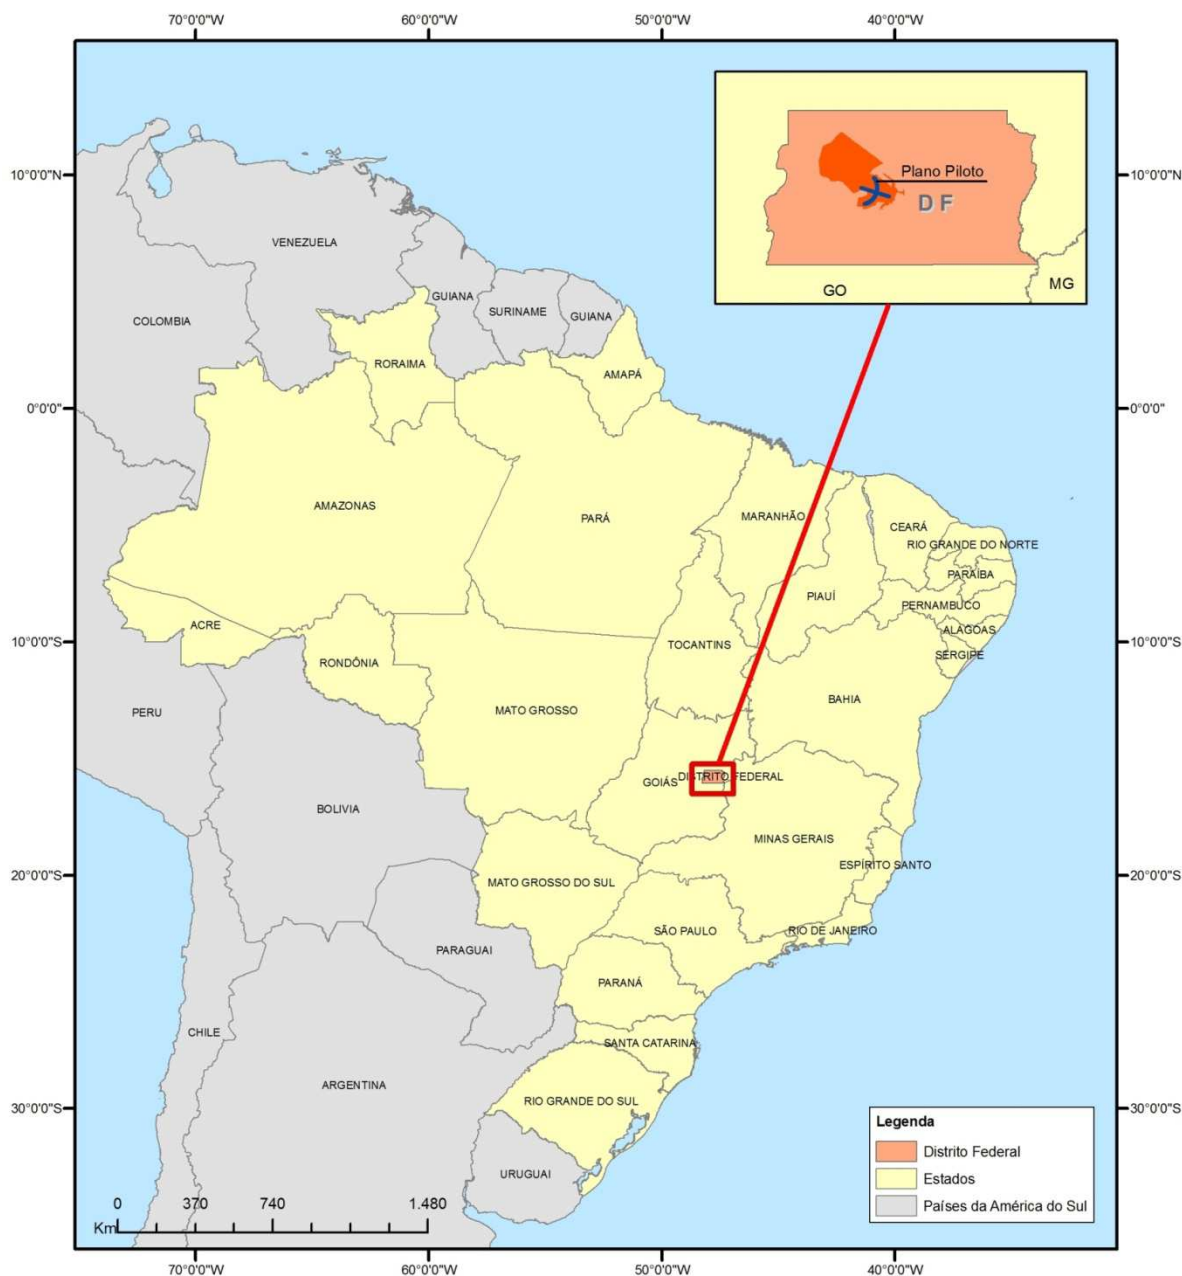 70°0'0"W
60°0'0"W
50°0'0"W
40°0'0"W
10°0'0"N
10°0'0"N
Plano Piloto
DF
GO
MG
VENEZUELA
GUIANA
SURINAME
GUIANA
COLOMBIA
RORAIMA
AMAPÁ
0°0'0"
0°0'0"
AMAZONAS
PARÁ
MARANHÃO
CEARÁ
RIO GRANDE DO NORTE
PARAÍBA
PIAUÍ
PERNAMBUCO
ACRE
ALAGOAS
10°0'0"S
10°0'0"S
TOCANTINS
SERGIPE
RONDÔNIA
BAHIA
PERU
MATO GROSSO
GOIÁS
DISTRITO FEDERAL
BOLIVIA
MINAS GERAIS
ESPÍRITO SANTO
20°0'0"S
20°0'0"S
MATO GROSSO DO SUL
SÃO PAULO
RIO DE JANEIRO
PARAGUAI
PARANÁ
CHILE
SANTA CATARINA
ARGENTINA
RIO GRANDE DO SUL
30°0'0"S
30°0'0"S
URUGUAI
Legenda
Distrito Federal
Estados
Países da América do Sul
0 370 740 1.480
Km
70°0'0"W
60°0'0"W
50°0'0"W
40°0'0"W